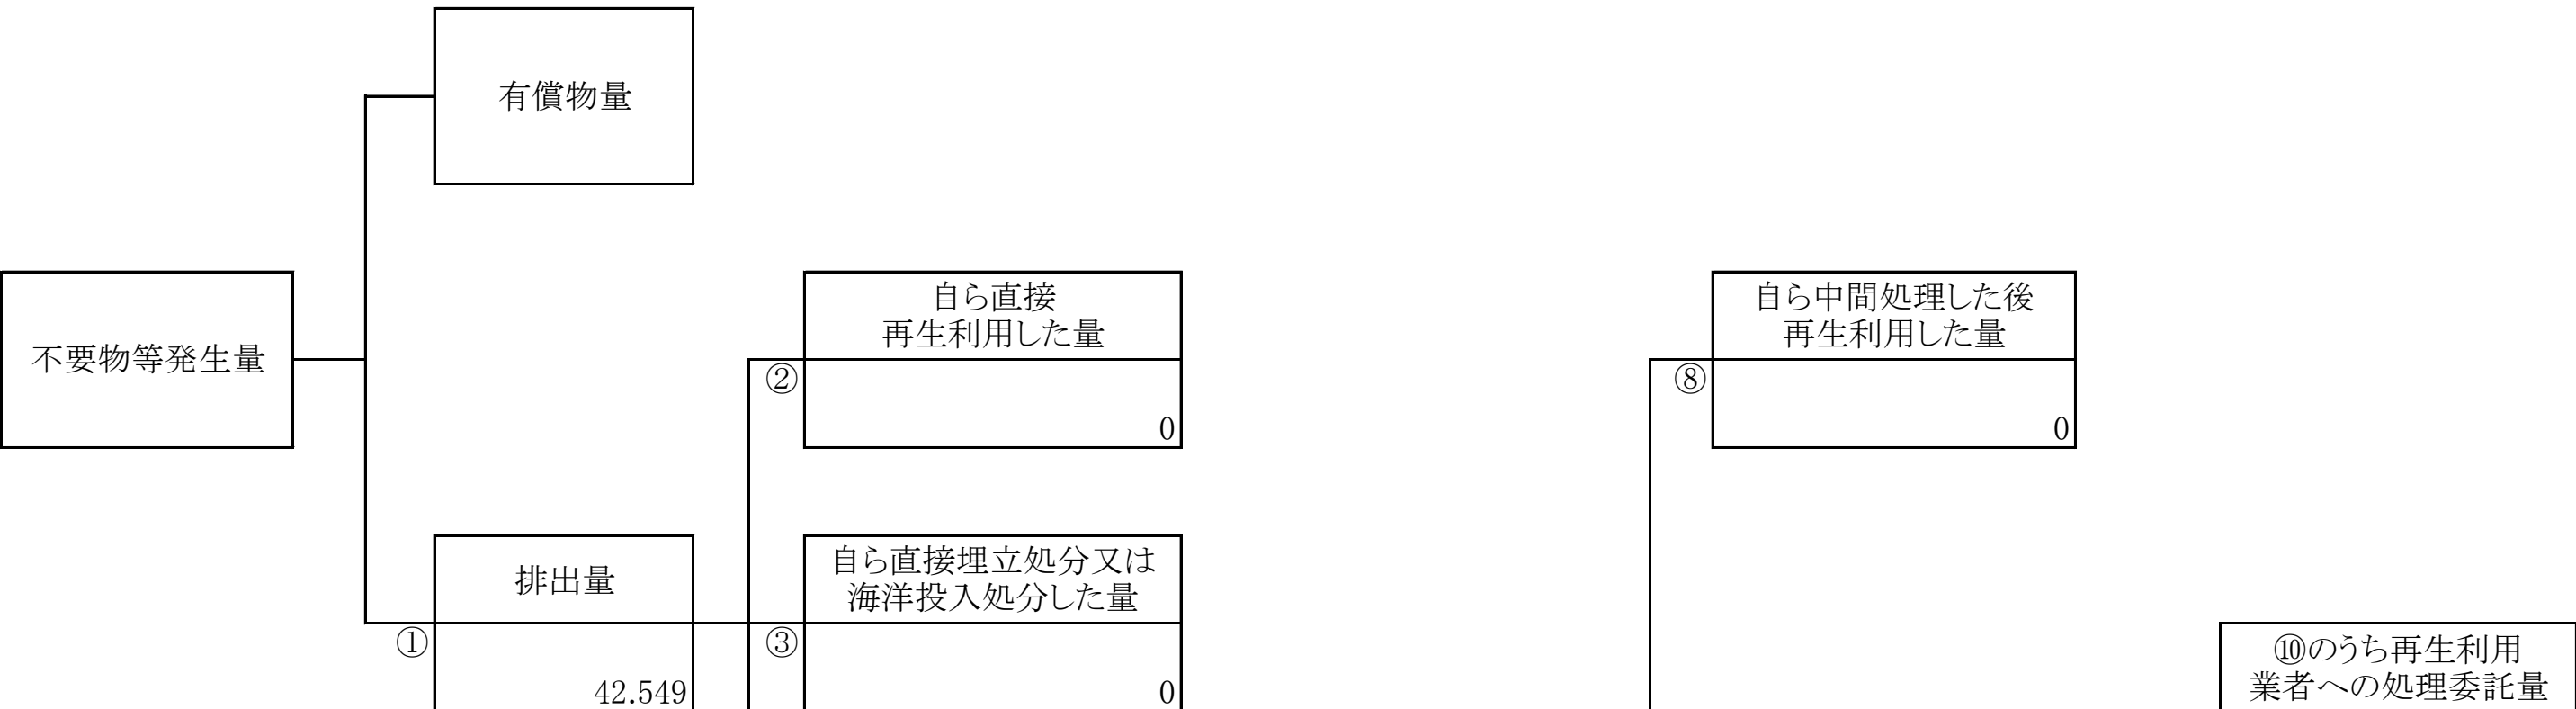 有償物量
不要物等発生量
自ら直接
再生利用した量
②
0
自ら中間処理した後
再生利用した量
⑧
0
排出量
①
42.549
自ら直接埋立処分又は
海洋投入処分した量
③
0
⑩のうち再生利用
業者への処理委託量